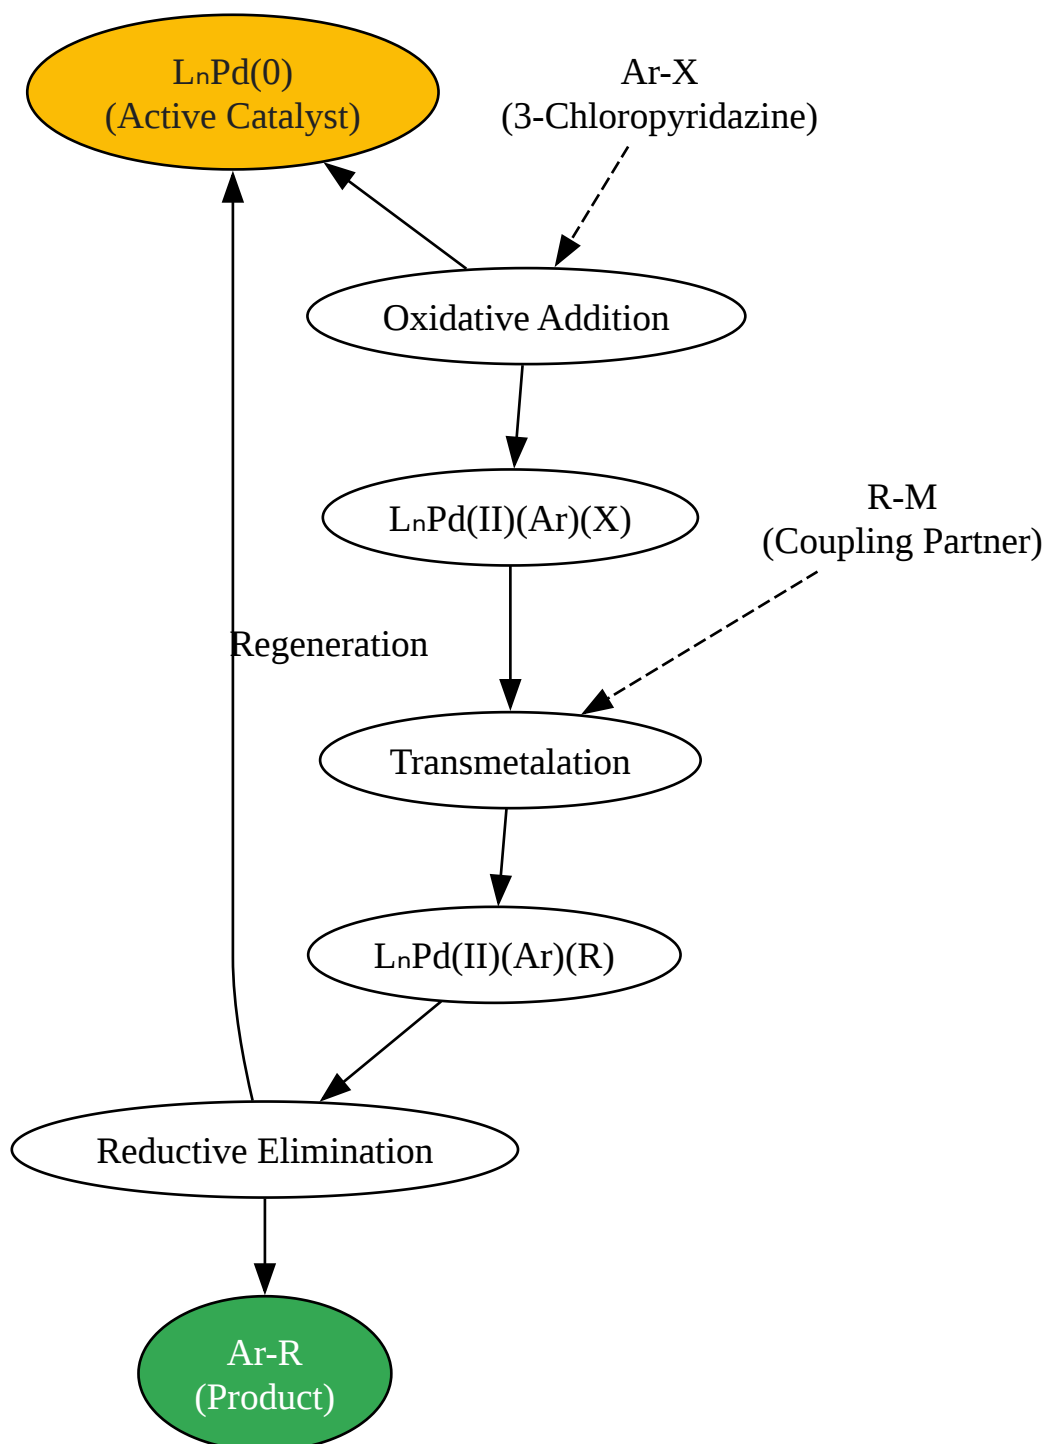 LₙPd(0)
(Active Catalyst)
Ar-X
(3-Chloropyridazine)
Oxidative Addition
LₙPd(II)(Ar)(X)
R-M
(Coupling Partner)
Regeneration
Transmetalation
LₙPd(II)(Ar)(R)
Reductive Elimination
Ar-R
(Product)